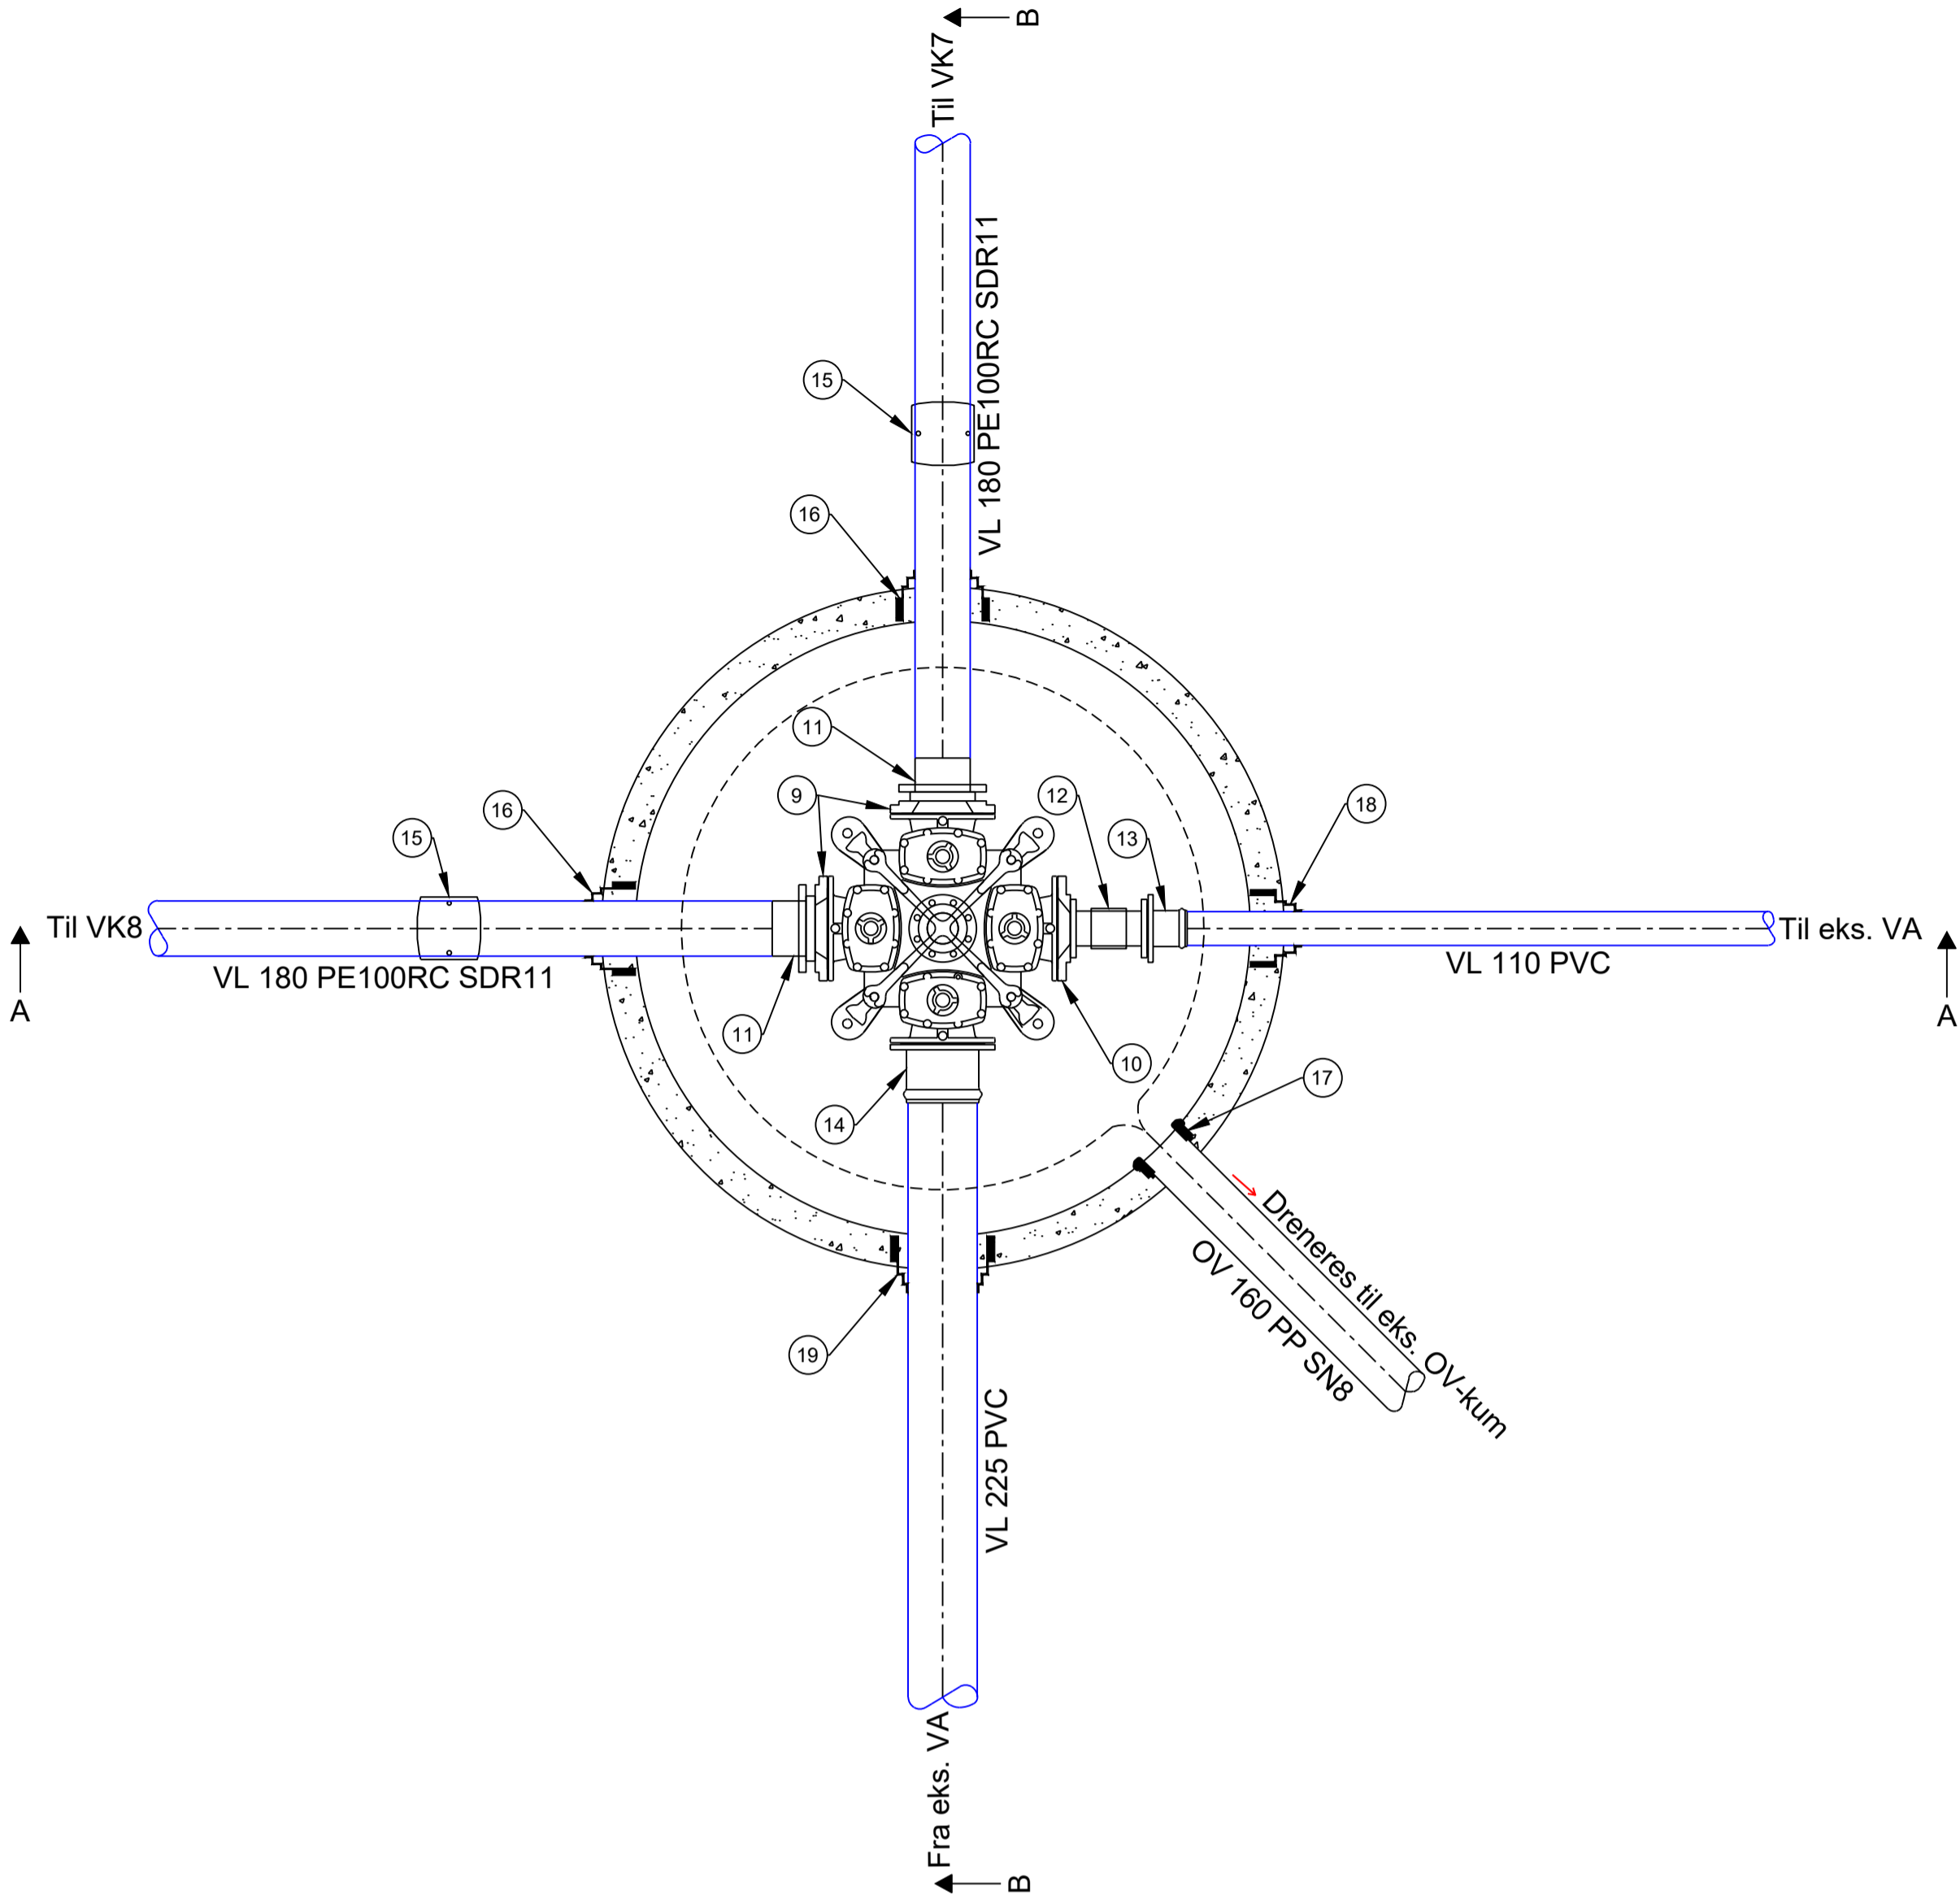 B
Til VK7
VL 180 PE100RC SDR11
15
16
11
9
12
13
18
16
15
Til VK8
VL 180 PE100RC SDR11
A
Til eks. VA
VL 110 PVC
A
11
10
17
14
Dreneres til eks. OV-kum
OV 160 PP SN8
19
VL 225 PVC
Fra eks. VA
B